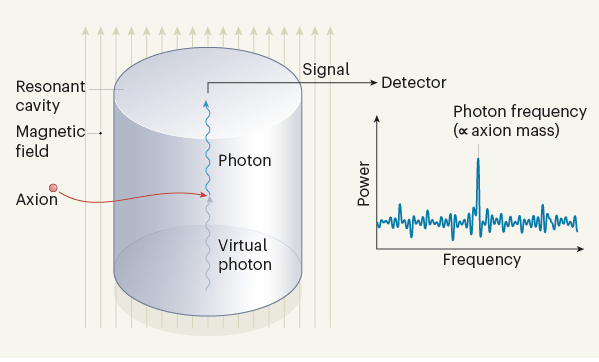 Resonant
cavity
Magnetic
field
Axion
Signal
Detector
Photon
Virtual
photon
Photon frequency
(∝ axion mass)
Power
Frequency